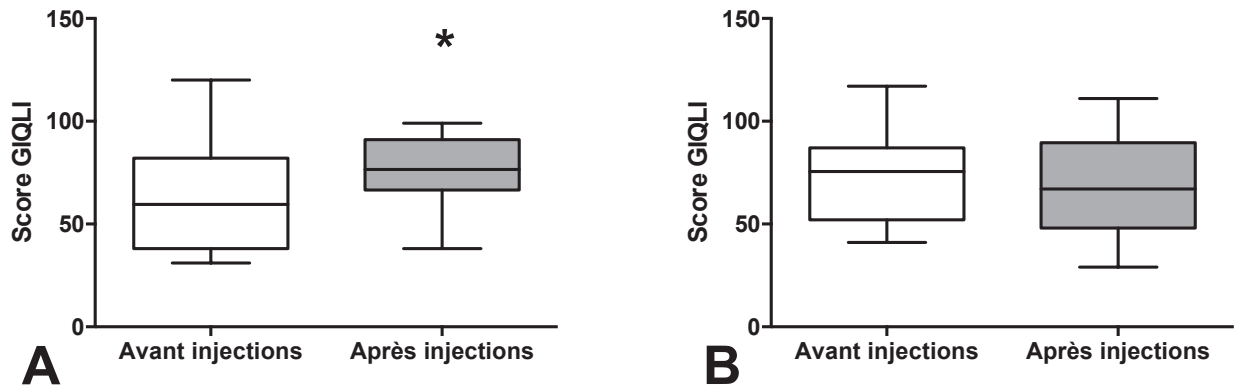 150
100
50
0
Score GIQLI
*
Avant injections
Après injections
A
150
100
50
0
Score GIQLI
Avant injections
Après injections
B